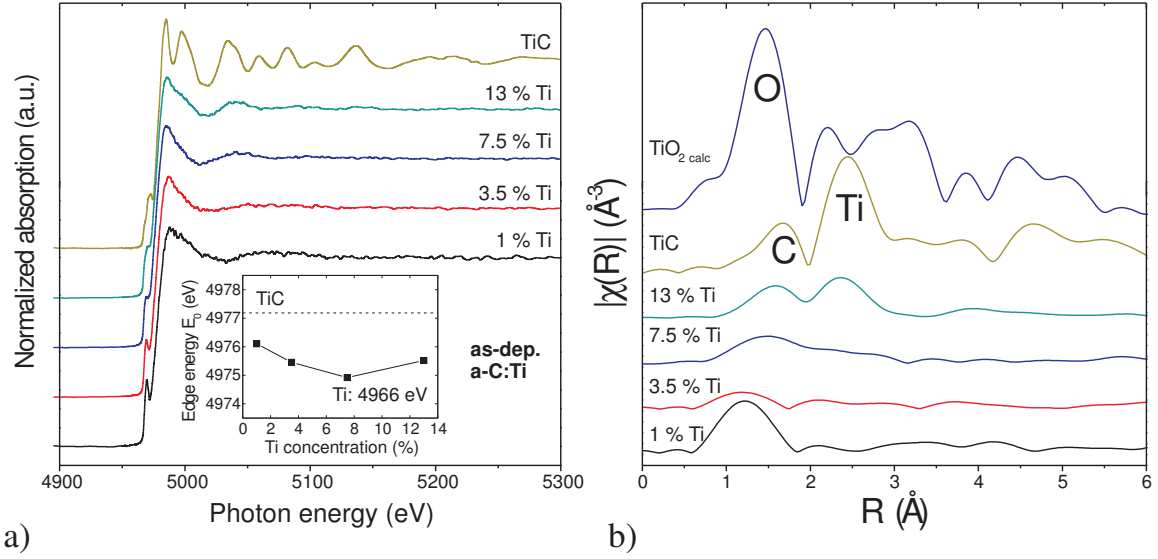 Normalized absorption (a.u.)
TiC
13 % Ti
7.5 % Ti
3.5 % Ti
1 % Ti
Edge energy E0 (eV)
4978
4977
4976
4975
4974
TiC
Ti: 4966 eV
0 2 4 6 8 10 12 14
Ti concentration (%)
as-dep.
a-C:Ti
4900 5000 5100 5200 5300
Photon energy (eV)
a)
|χ(R)| (Å-3)
O
TiO2 calc
Ti
TiC
C
13 % Ti
7.5 % Ti
3.5 % Ti
1 % Ti
0 1 2 3 4 5 6
R (Å)
b)